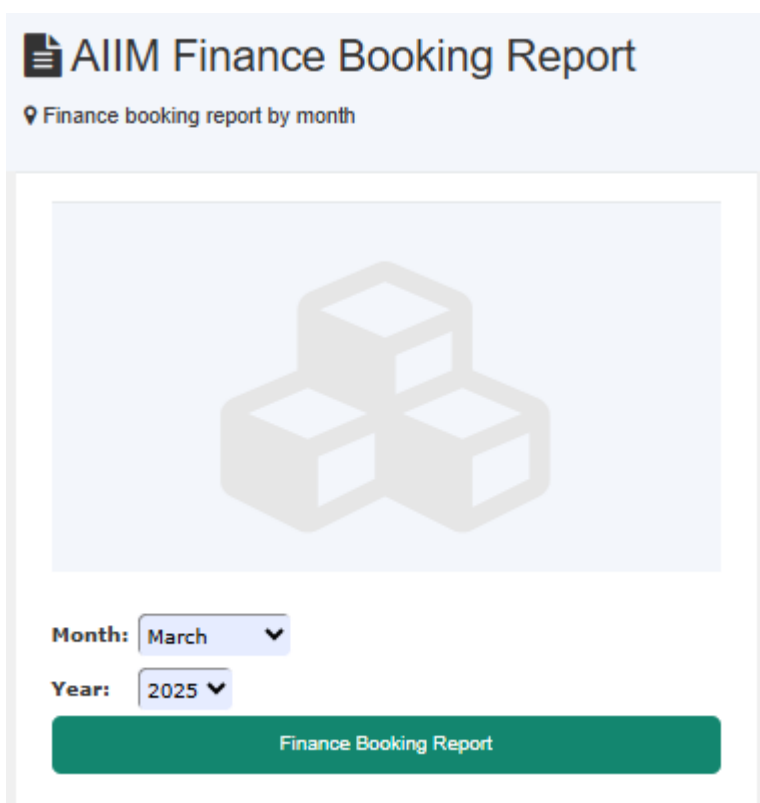 AIIM Finance Booking Report
Finance booking report by month
Month: March
Year: 2025
Finance Booking Report